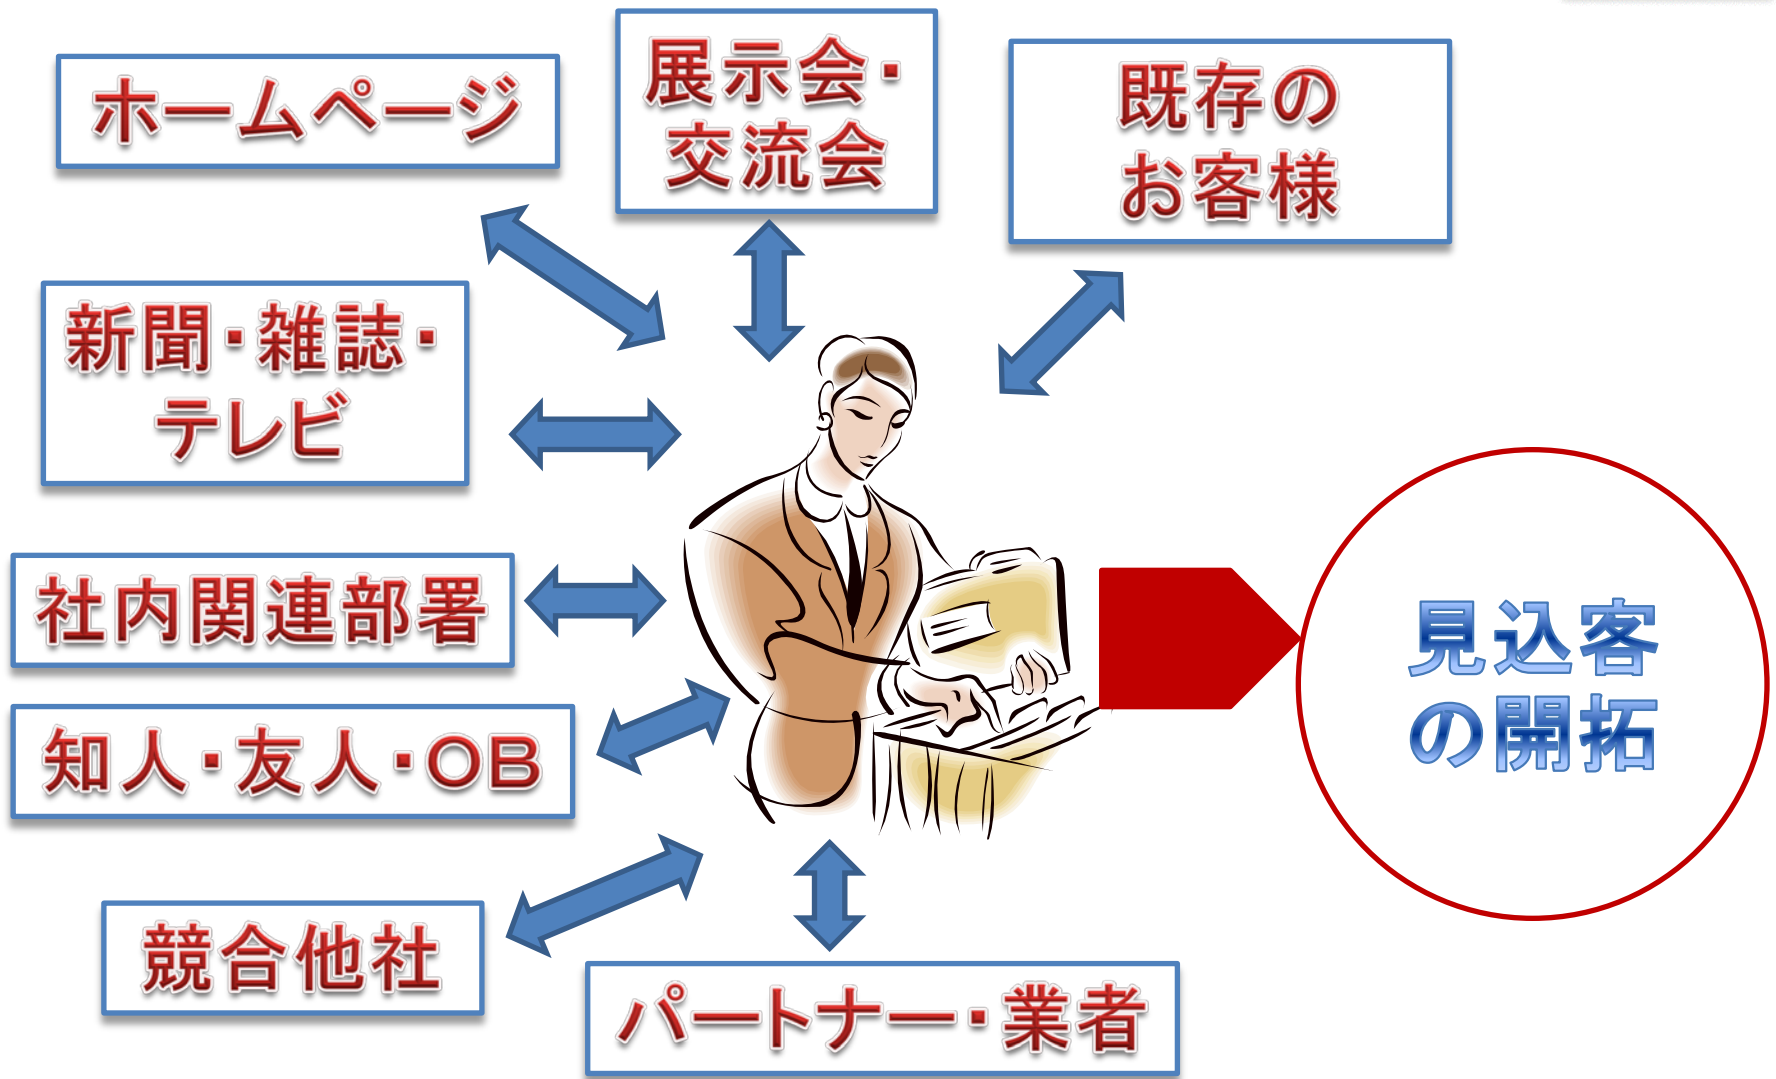 ホームページ
展示会・
交流会
既存の
お客様
新聞・雑誌・
テレビ
社内関連部署
知人・友人・OB
競合他社
パートナー・業者
見込客
の開拓